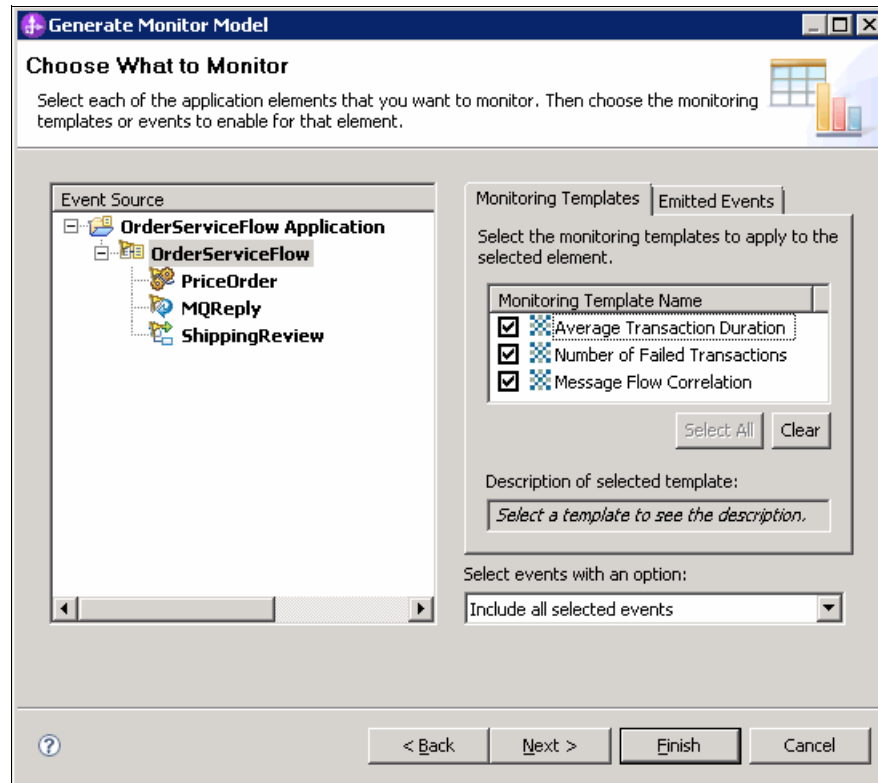 Generate Monitor Model
Choose What to Monitor
Select each of the application elements that you want to monitor. Then choose the monitoring
templates or events to enable for that element.
Event Source
OrderServiceFlow Application
OrderServiceFlow
PriceOrder
MQReply
ShippingReview
Monitoring Templates
Emitted Events
Select the monitoring templates to apply to the
selected element.
Monitoring Template Name
Average Transaction Duration
Number of Failed Transactions
Message Flow Correlation
Select All
Clear
Description of selected template:
Select a template to see the description.
Select events with an option:
Include all selected events
?
< Back
Next >
Finish
Cancel